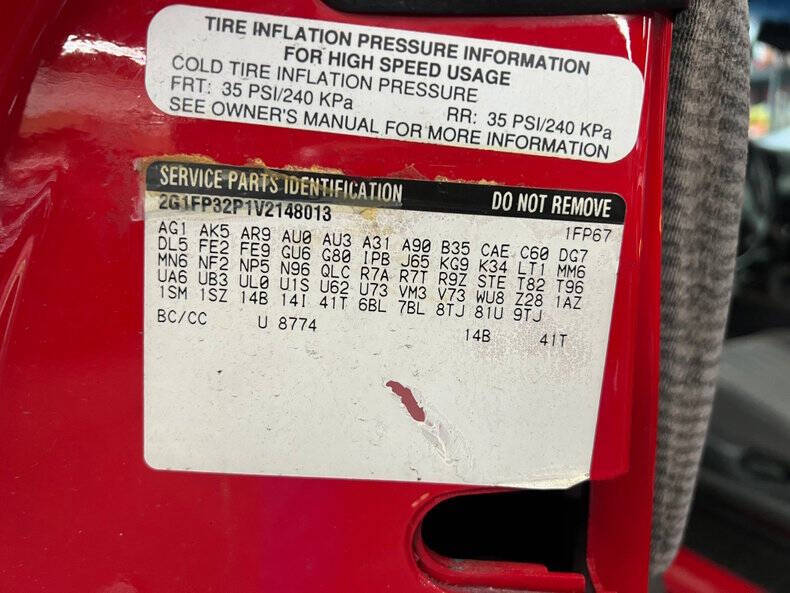 TIRE INFLATION PRESSURE INFORMATION
FOR HIGH SPEED USAGE
COLD TIRE INFLATION PRESSURE
FRT: 35 PSI/240 KPa RR: 35 PSI/240 KPa
SEE OWNER'S MANUAL FOR MORE INFORMATION
SERVICE PARTS IDENTIFICATION DO NOT REMOVE
2G1FP32P1V2148013 1FP67
AG1 AK5 AR9 AU0 AU3 A31 A90 B35 CAE C60 DG7
DL5 FE2 FE9 GU6 G80 IPB J65 KG9 K34 LT1 MM6
MN6 NF2 NP5 N96 QLC R7A R7T R9Z STE T82 T96
UA6 UB3 UL0 U1S U62 U73 VM3 V73 WU8 Z28 1AZ
1SM 1SZ 14B 14I 41T 6BL 7BL 8TJ 81U 9TJ
BC/CC U 8774 14B 41T